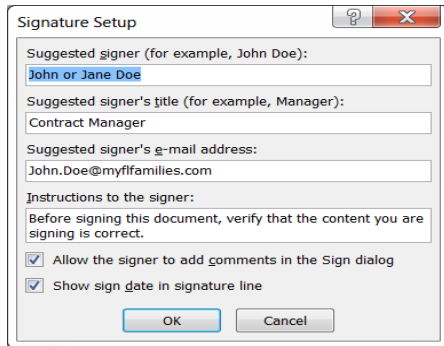 Signature Setup
Suggested signer (for example, John Doe):
John or Jane Doe
Suggested signer's title (for example, Manager):
Contract Manager
Suggested signer's e-mail address:
John.Doe@myflfamilies.com
Instructions to the signer:
Before signing this document, verify that the content you are
signing is correct.
Allow the signer to add comments in the Sign dialog
Show sign date in signature line
OK Cancel